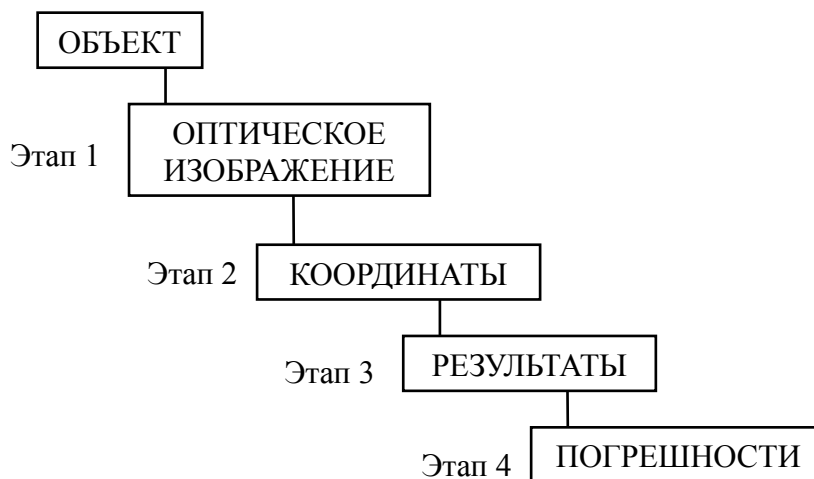 ОБЪЕКТ
Этап 1
ОПТИЧЕСКОЕ
ИЗОБРАЖЕНИЕ
Этап 2
КООРДИНАТЫ
Этап 3
РЕЗУЛЬТАТЫ
Этап 4
ПОГРЕШНОСТИ